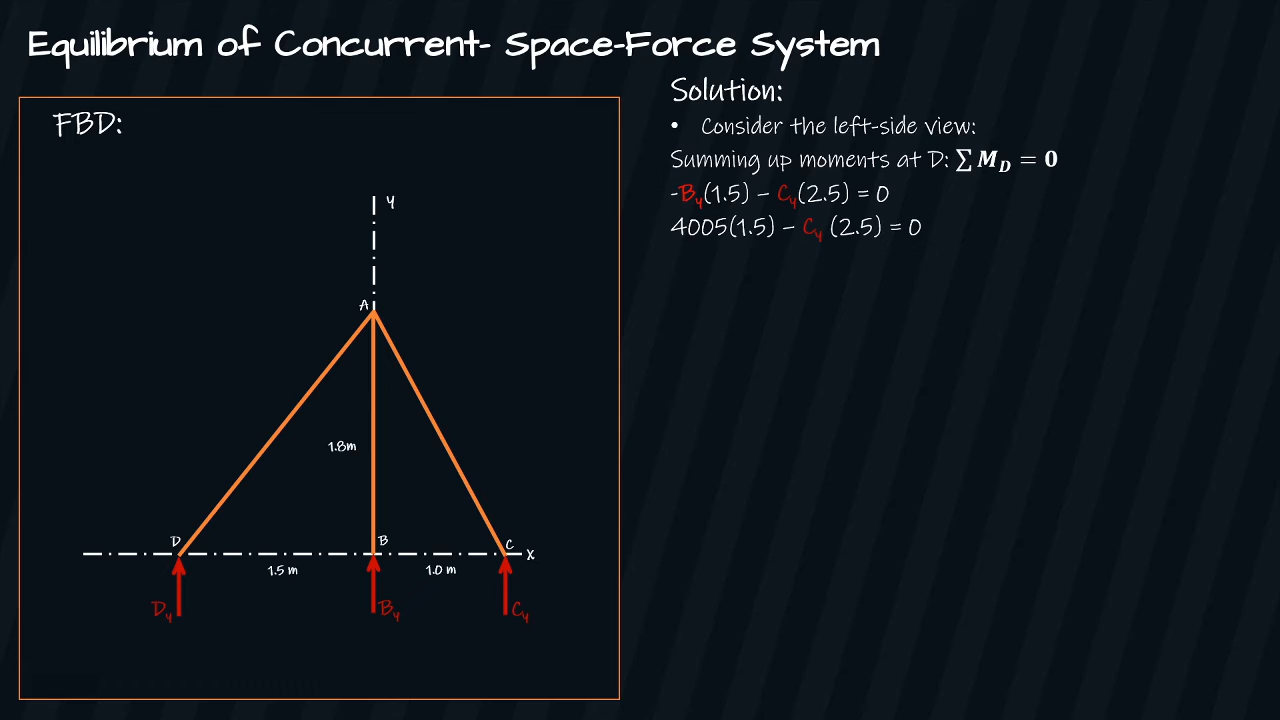 Equilibrium of Concurrent- Space-Force System
FBD:
Y
A
1.8m
D
B
C
X
1.5 m
1.0 m
Dy
By
Cy
Solution:
• Consider the left-side view:
Summing up moments at D: ∑ M_D = 0
-By(1.5) – Cy(2.5) = 0
4005(1.5) – Cy (2.5) = 0